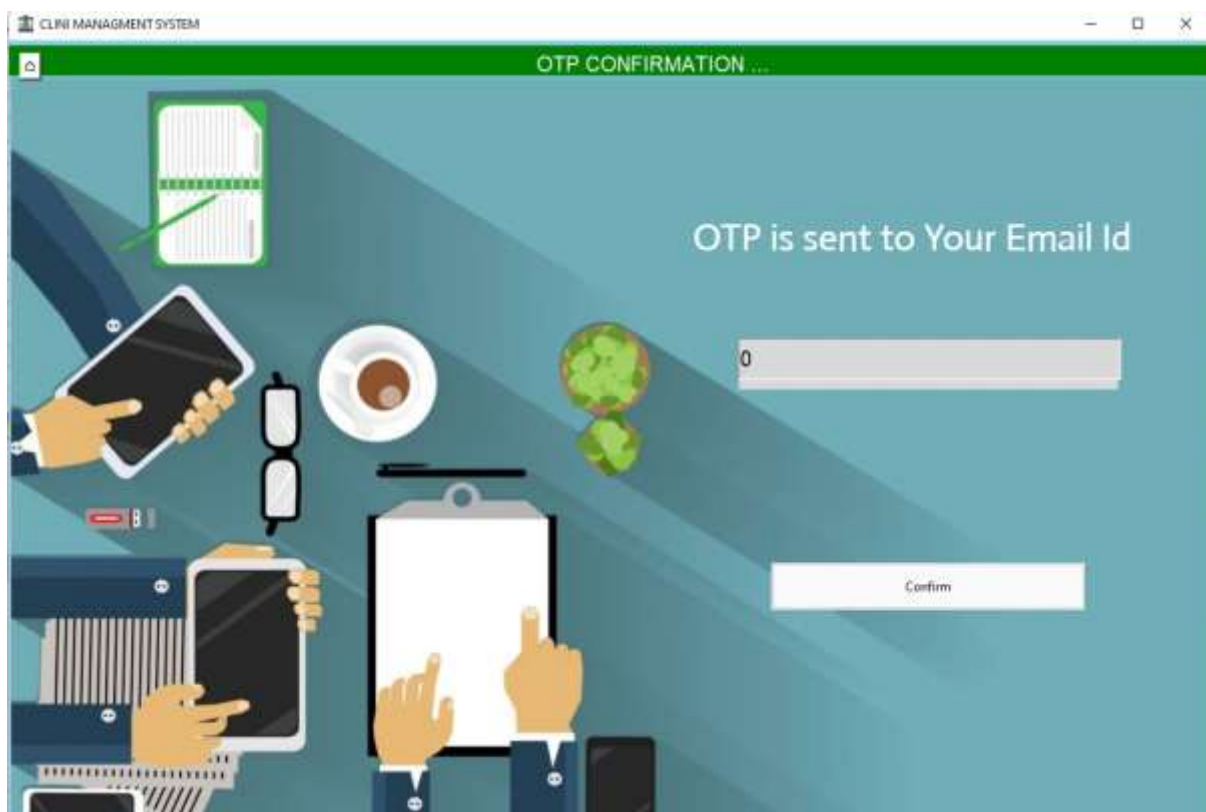 CLINI MANAGMENT SYSTEM
OTP CONFIRMATION ...
OTP is sent to Your Email Id
0
Confirm